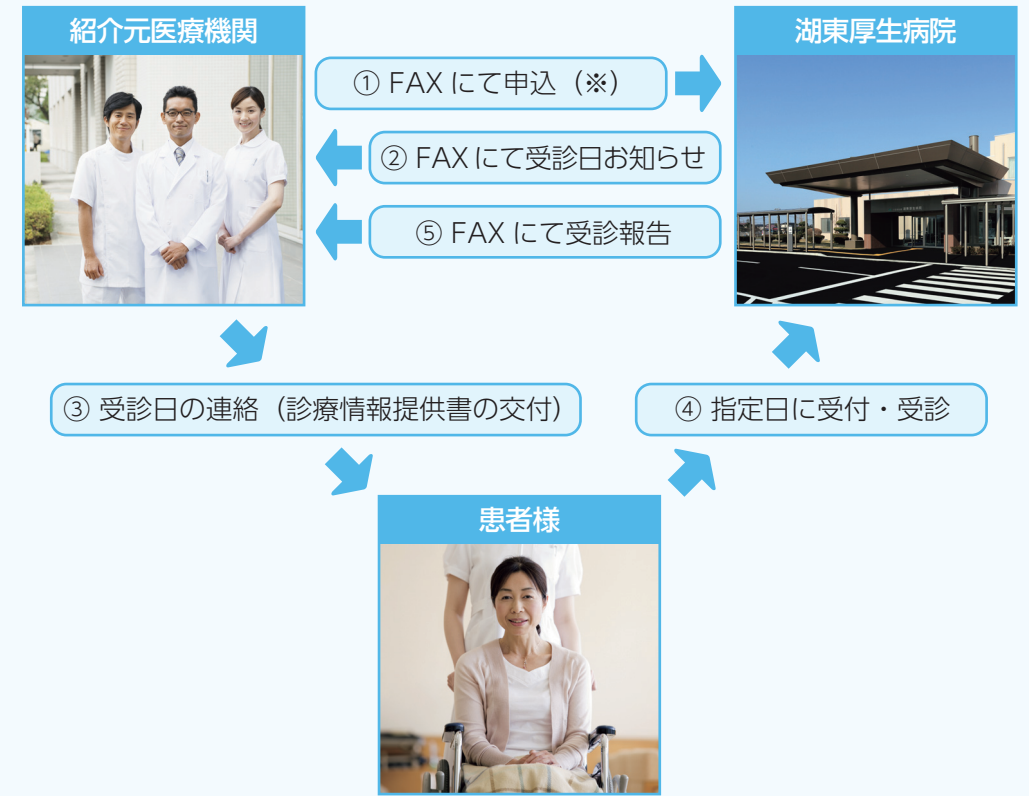 紹介元医療機関
湖東厚生病院
① FAX にて申込（※）
② FAX にて受診日お知らせ
⑤ FAX にて受診報告
③ 受診日の連絡（診療情報提供書の交付）
④ 指定日に受付・受診
患者様